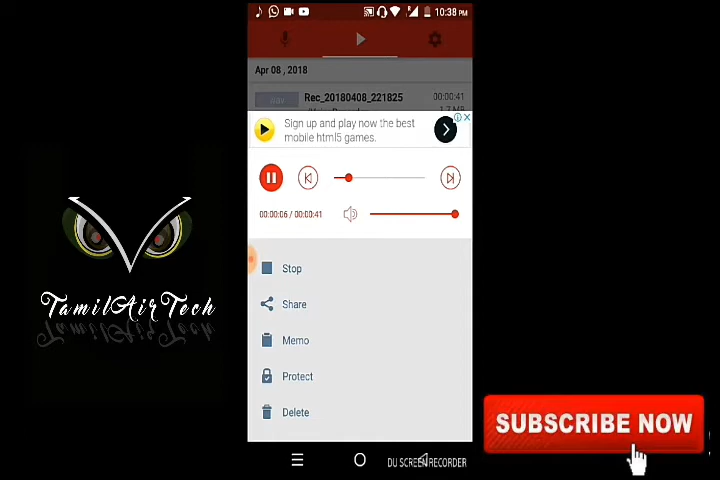 10:38 PM
Apr 08 , 2018
Rec_20180408_221825
00:00:41
Sign up and play now the best
mobile html5 games.
00:00:06 / 00:00:41
Stop
Share
Memo
Protect
Delete
TamilAirTech
SUBSCRIBE NOW
DU SCREEN RECORDER